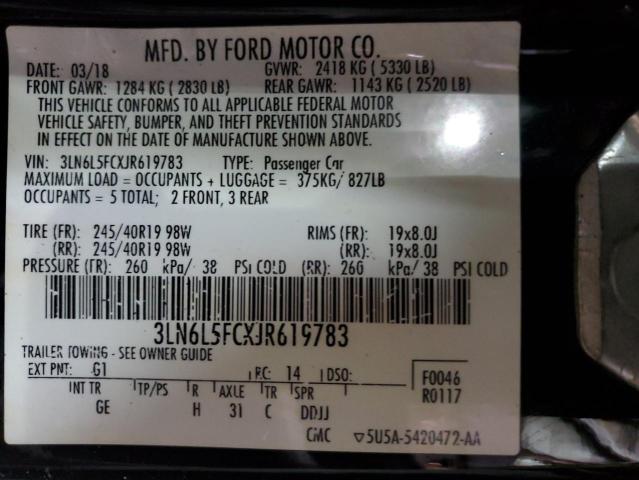 MFD. BY FORD MOTOR CO.
DATE: 03/18 GVWR: 2418 KG ( 5330 LB)
FRONT GAWR: 1284 KG ( 2830 LB) REAR GAWR: 1143 KG ( 2520 LB)
THIS VEHICLE CONFORMS TO ALL APPLICABLE FEDERAL MOTOR
VEHICLE SAFETY, BUMPER, AND THEFT PREVENTION STANDARDS
IN EFFECT ON THE DATE OF MANUFACTURE SHOWN ABOVE.
VIN: 3LN6L5FCXJR619783 TYPE: Passenger Car
MAXIMUM LOAD = OCCUPANTS + LUGGAGE = 375KG/ 827LB
OCCUPANTS = 5 TOTAL; 2 FRONT, 3 REAR
TIRE (FR): 245/40R19 98W RIMS (FR): 19x8.0J
(RR): 245/40R19 98W (RR): 19x8.0J
PRESSURE (FR): 260 kPa/ 38 PSI COLD (RR): 260 kPa/ 38 PSI COLD
3LN6L5FCXJR619783
TRAILER TOWING - SEE OWNER GUIDE
EXT PNT: G1 RC: 14 DSO: F0046
INT TR TP/PS R AXLE TR SPR R0117
GE H 31 C DDJJ
CMC ▽5U5A-5420472-AA